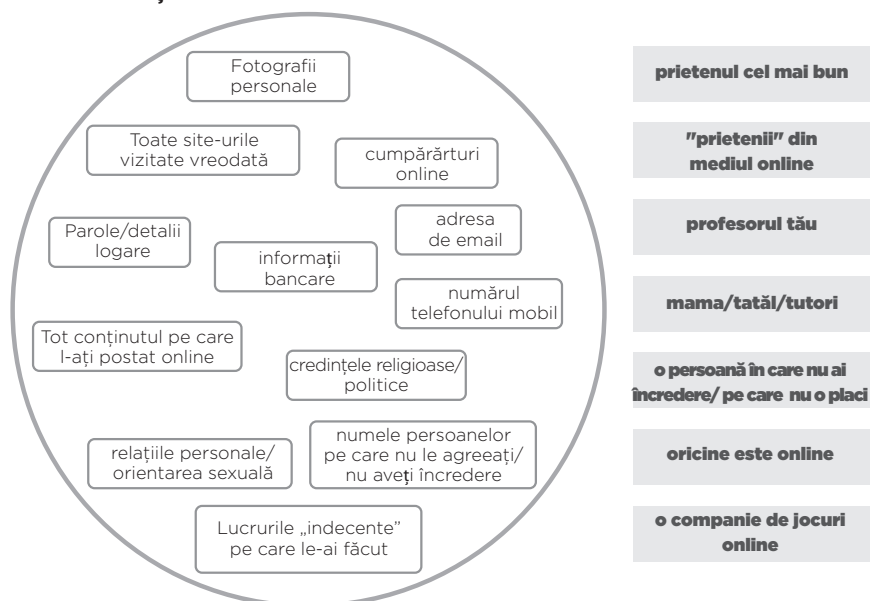 Fotografii
personale
Toate site-urile
vizitate vreodată
cumpărărturi
online
Parole/detalii
logare
adresa
de email
informații
bancare
numărul
telefonului mobil
Tot conținutul pe care
l-ați postat online
credințele religioase/
politice
relațiile personale/
orientarea sexuală
numele persoanelor
pe care nu le agreeați/
nu aveți încredere
Lucrurile „indecente”
pe care le-ai făcut
prietenul cel mai bun
"prietenii" din
mediul online
profesorul tău
mama/tatăl/tutori
o persoană în care nu ai
încredere/ pe care nu o placi
oricine este online
o companie de jocuri
online